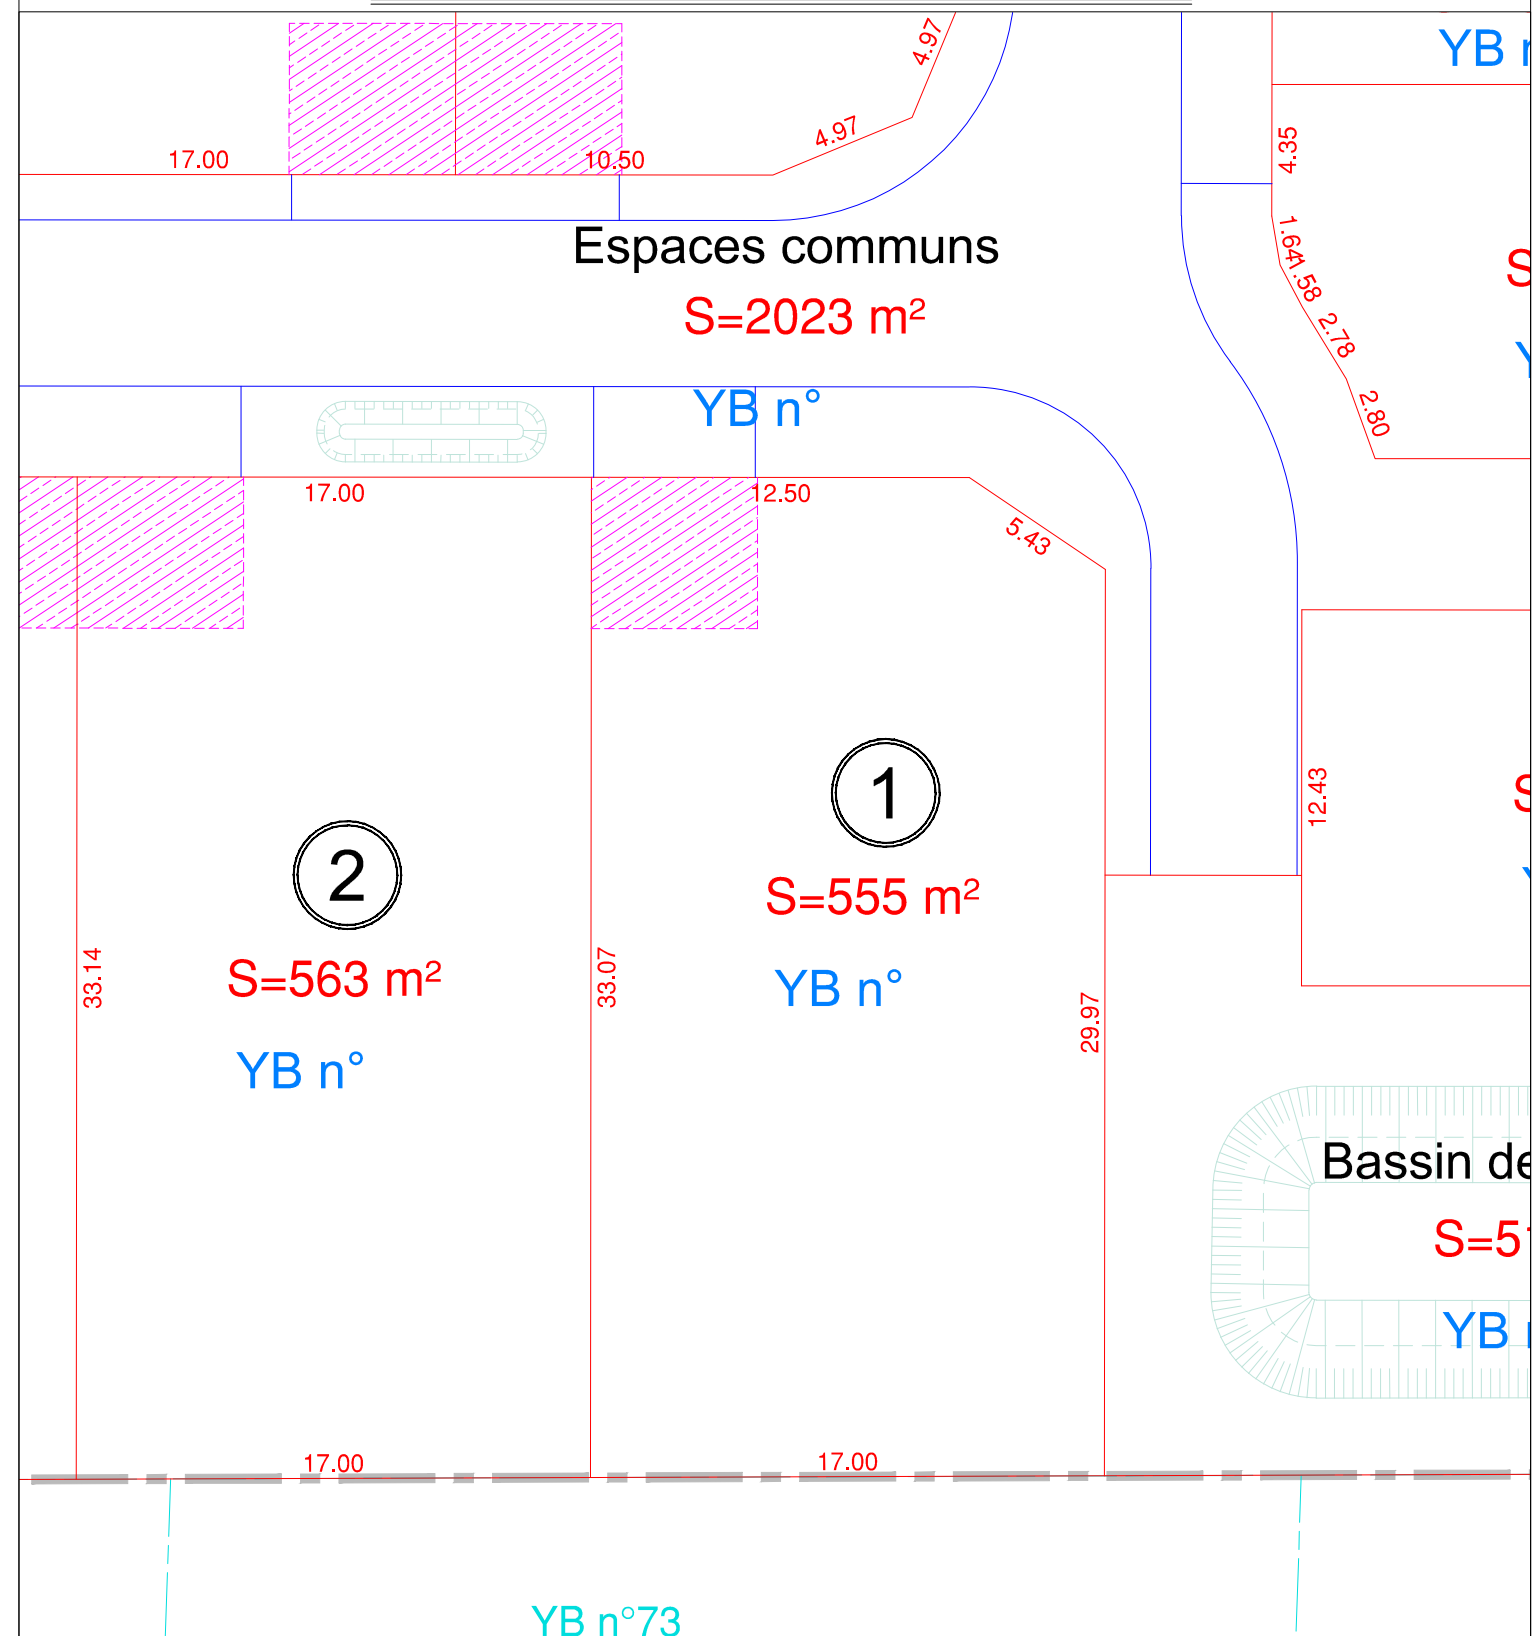 4.97
YB
4.97
17.00
10.50
4.35
Espaces communs
1.64
1.58
S=2023 m²
2.78
YB n°
2.80
17.00
12.50
5.43
1
12.43
2
S=555 m²
33.14
33.07
S=563 m²
YB n°
29.97
YB n°
Bassin de
S=51
YB
17.00
17.00
YB n°73